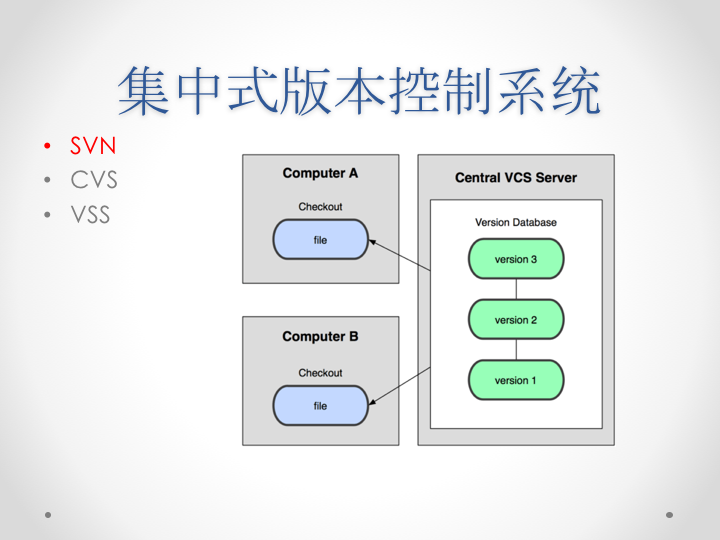 集中式版本控制系统
SVN
CVS
VSS
Computer A
Checkout
file
Computer B
Checkout
file
Central VCS Server
Version Database
version 3
version 2
version 1